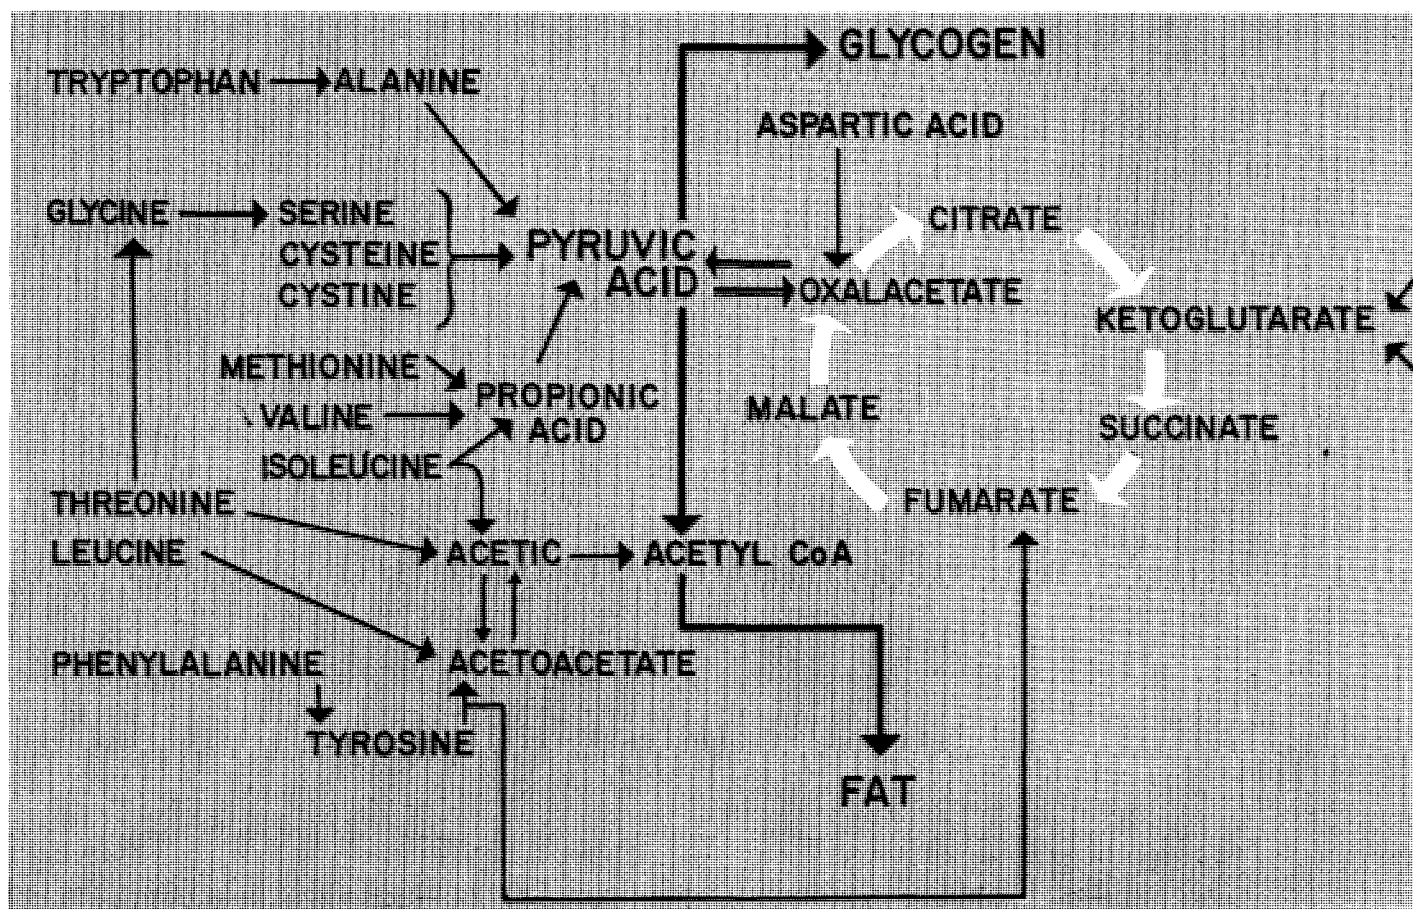 GLYCOGEN
TRYPTOPHAN ALANINE
ASPARTIC ACID
GLYCINE SERINE
CYSTEINE
CYSTINE
PYRUVIC
ACID
CITRATE
OXALACETATE
KETOGLUTARATE
METHIONINE
VALINE
ISOLEUCINE
PROPIONIC
ACID
MALATE
SUCCINATE
FUMARATE
THREONINE
LEUCINE
ACETIC ACETYL CoA
PHENYLALANINE
ACETOACETATE
TYROSINE
FAT